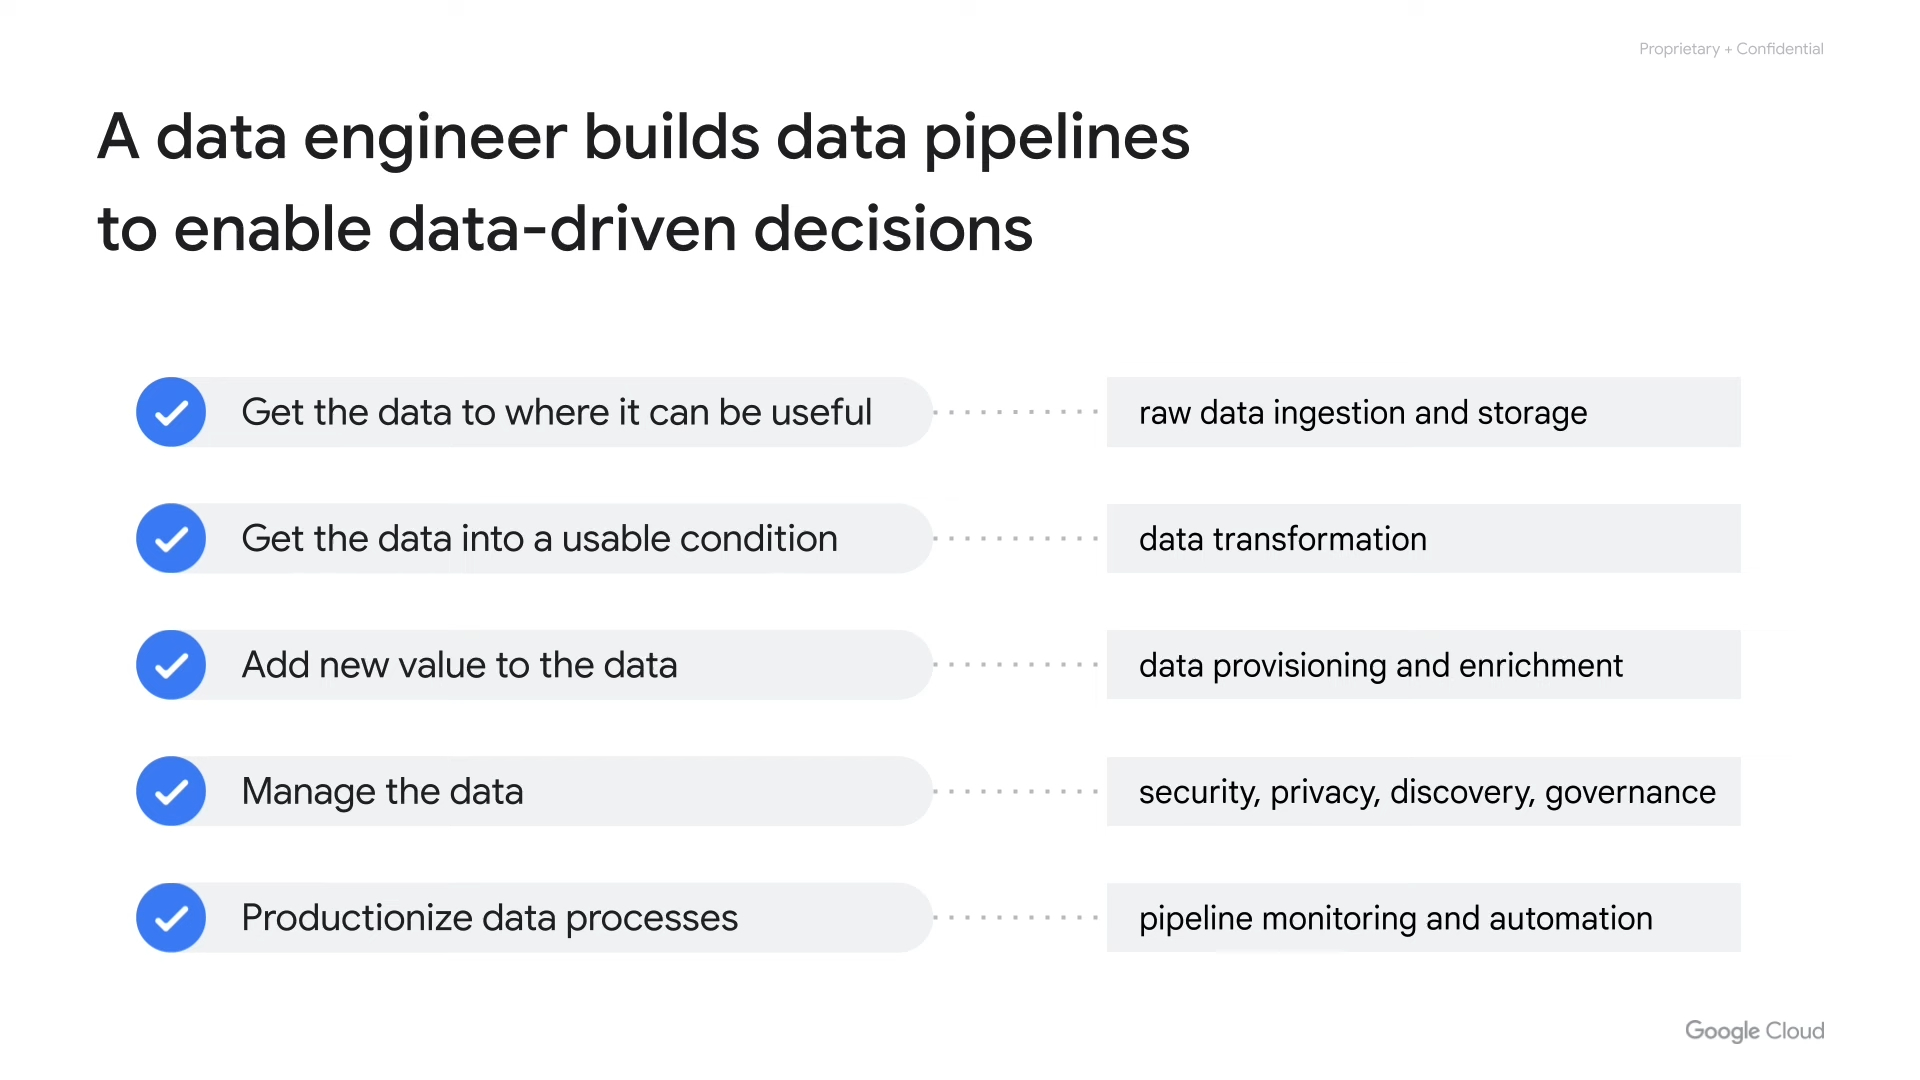 Proprietary + Confidential
A data engineer builds data pipelines
to enable data-driven decisions
Get the data to where it can be useful
raw data ingestion and storage
Get the data into a usable condition
data transformation
Add new value to the data
data provisioning and enrichment
Manage the data
security, privacy, discovery, governance
Productionize data processes
pipeline monitoring and automation
Google Cloud